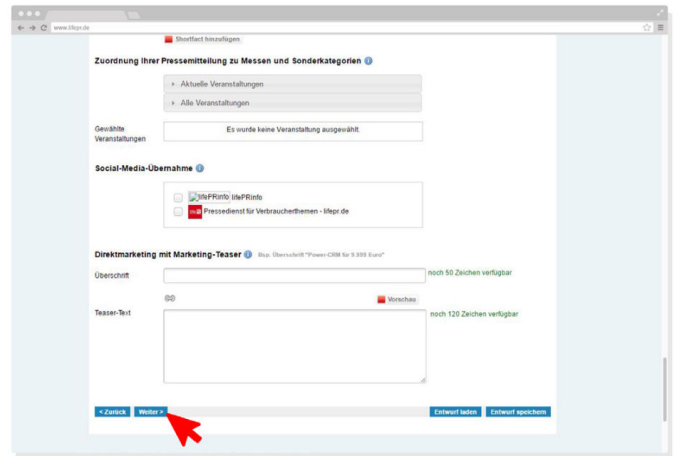 www.lifepr.de
Shortfact hinzufügen
Zuordnung Ihrer Pressemitteilung zu Messen und Sonderkategorien
Aktuelle Veranstaltungen
Alle Veranstaltungen
Gewählte
Veranstaltungen
Es wurde keine Veranstaltung ausgewählt.
Social-Media-Übernahme
lifePRinfo lifePRinfo
Pressedienst für Verbraucherthemen - lifepr.de
Direktmarketing mit Marketing-Teaser Bsp. Überschrift "Power-CRM für 9.999 Euro"
Überschrift
noch 50 Zeichen verfügbar
Vorschau
Teaser-Text
noch 120 Zeichen verfügbar
< Zurück Weiter > Entwurf laden Entwurf speichern